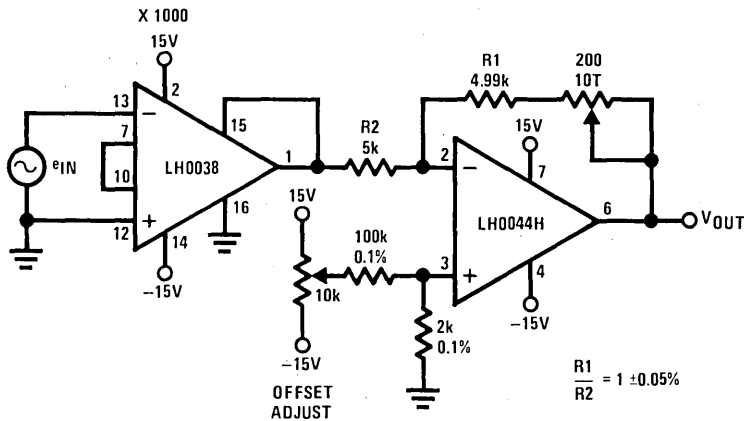 X 1000
15V
2
13
−
7
15
10
LH0038
1
+
12
14
16
−15V
eIN
R2
5k
R1
4.99k
200
10T
15V
7
2
−
LH0044H
6
VOUT
3
+
4
−15V
15V
10k
−15V
OFFSET
ADJUST
100k
0.1%
2k
0.1%
R1
R2
= 1 ±0.05%